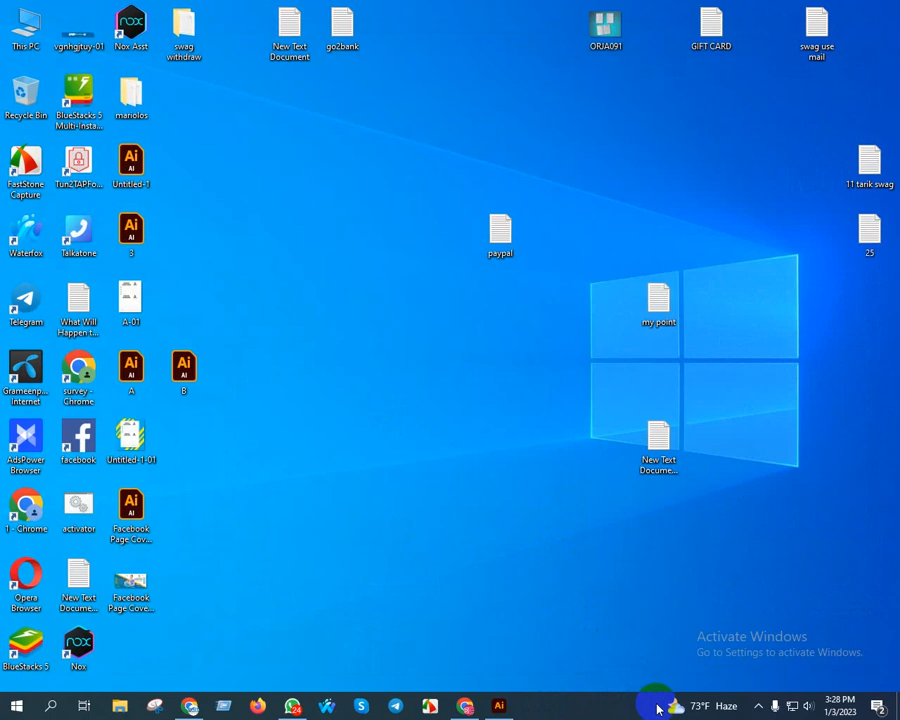 This PC
vgnhgjtuy-01
Nox Asst
swag
withdraw
New Text
Document
go2bank
ORJA091
GIFT CARD
swag use
mail
Recycle Bin
BlueStacks 5
Multi-Insta...
mariolos
FastStone
Capture
Tun2TAPFo...
Ai
Untitled-1
11 tarik swag
Waterfox
Talkatone
Ai
3
paypal
25
Telegram
What Will
Happen t...
A-01
my point
Grameenp...
Internet
survey -
Chrome
Ai
A
Ai
B
AdsPower
Browser
facebook
Untitled-1-01
New Text
Docume...
1 - Chrome
activator
Ai
Facebook
Page Cov...
Opera
Browser
New Text
Docume...
Facebook
Page Cove...
BlueStacks 5
nox
Nox
Activate Windows
Go to Settings to activate Windows.
24
Ai
73°F Haze
3:28 PM
1/3/2023
2